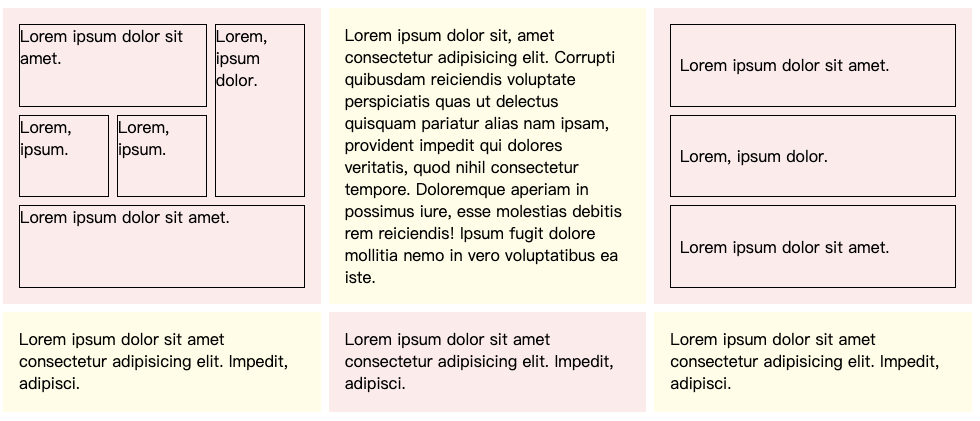 Lorem ipsum dolor sit
amet.
Lorem,
ipsum
dolor.
Lorem,
ipsum.
Lorem,
ipsum.
Lorem ipsum dolor sit amet.
Lorem ipsum dolor sit, amet
consectetur adipisicing elit. Corrupti
quibusdam reiciendis voluptate
perspiciatis quas ut delectus
quisquam pariatur alias nam ipsam,
provident impedit qui dolores
veritatis, quod nihil consectetur
tempore. Doloremque aperiam in
possimus iure, esse molestias debitis
rem reiciendis! Ipsum fugit dolore
mollitia nemo in vero voluptatibus ea
iste.
Lorem ipsum dolor sit amet.
Lorem, ipsum dolor.
Lorem ipsum dolor sit amet.
Lorem ipsum dolor sit amet
consectetur adipisicing elit. Impedit,
adipisci.
Lorem ipsum dolor sit amet
consectetur adipisicing elit. Impedit,
adipisci.
Lorem ipsum dolor sit amet
consectetur adipisicing elit. Impedit,
adipisci.